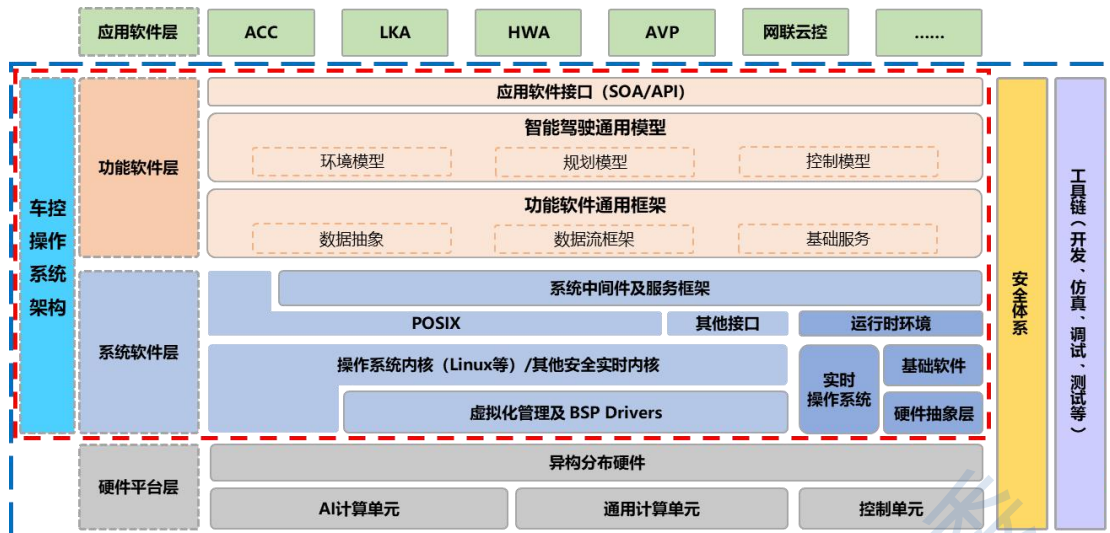 应用软件层
ACC
LKA
HWA
AVP
网联云控
......
车控
操作
系统
架构
功能软件层
应用软件接口（SOA/API）
智能驾驶通用模型
环境模型
规划模型
控制模型
功能软件通用框架
数据抽象
数据流框架
基础服务
系统软件层
系统中间件及服务框架
POSIX
其他接口
运行时环境
操作系统内核（Linux等）/其他安全实时内核
实时
操作系统
基础软件
虚拟化管理及 BSP Drivers
硬件抽象层
硬件平台层
异构分布硬件
AI计算单元
通用计算单元
控制单元
安全体系
工具链（开发、仿真、调试、测试等）